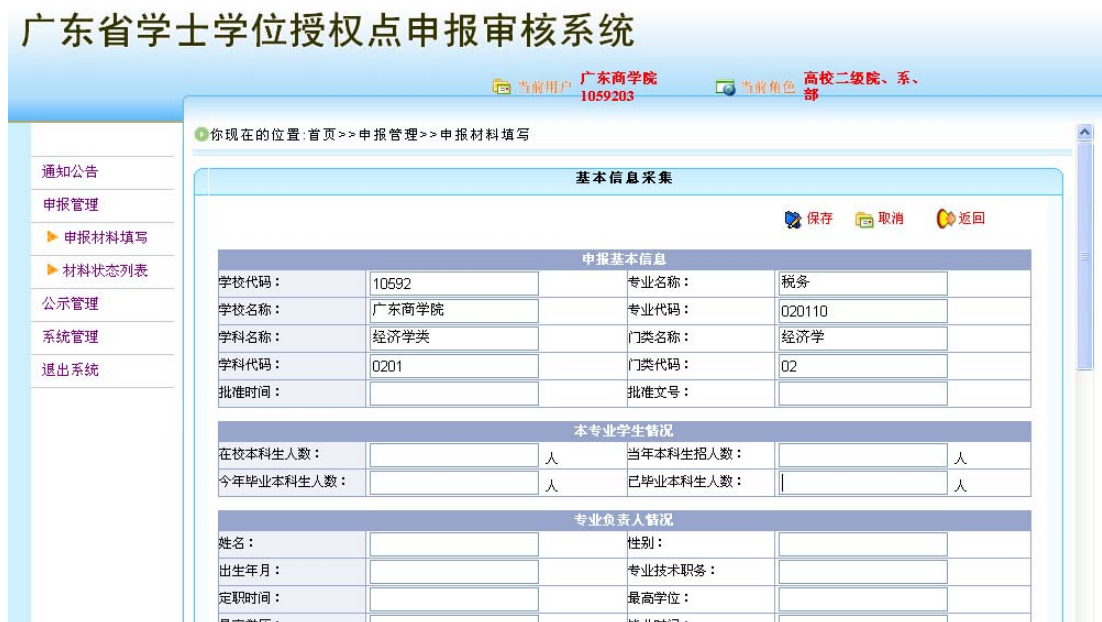 广东省学士学位授权点申报审核系统
当前用户 广东商学院 1059203 当前角色 高校二级院、系、部
你现在的位置:首页>>申报管理>>申报材料填写
通知公告
申报管理
申报材料填写
材料状态列表
公示管理
系统管理
退出系统
基本信息采集
保存 取消 返回
申报基本信息
学校代码： 10592 专业名称： 税务
学校名称： 广东商学院 专业代码： 020110
学科名称： 经济学类 门类名称： 经济学
学科代码： 0201 门类代码： 02
批准时间： 批准文号：
本专业学生情况
在校本科生人数： 人 当年本科生招人数： 人
今年毕业本科生人数： 人 已毕业本科生人数： 人
专业负责人情况
姓名： 性别：
出生年月： 专业技术职务：
定职时间： 最高学位：